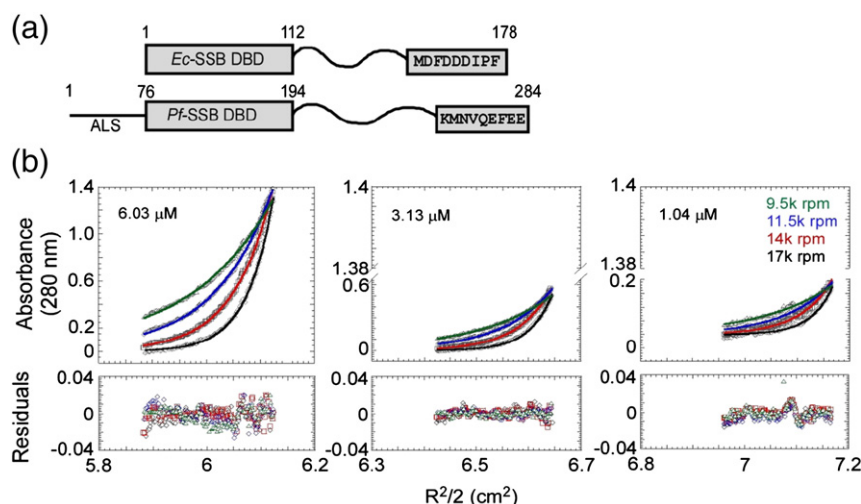 (a)
1 112 178
Ec-SSB DBD MDFDDDIPF
1 76 194 284
ALS Pf-SSB DBD KMNVQEFEE
(b)
Absorbance
(280 nm)
1.4
1.0
0.6
0.2
0
6.03 μM
1.4
1.38
0.6
0
3.13 μM
1.4
1.38
0.2
0
1.04 μM
9.5k rpm
11.5k rpm
14k rpm
17k rpm
Residuals
0.04
0
-0.04
5.8 6 6.2
0.04
0
-0.04
6.3 6.5 6.7
0.04
0
-0.04
6.8 7 7.2
R²/2 (cm²)